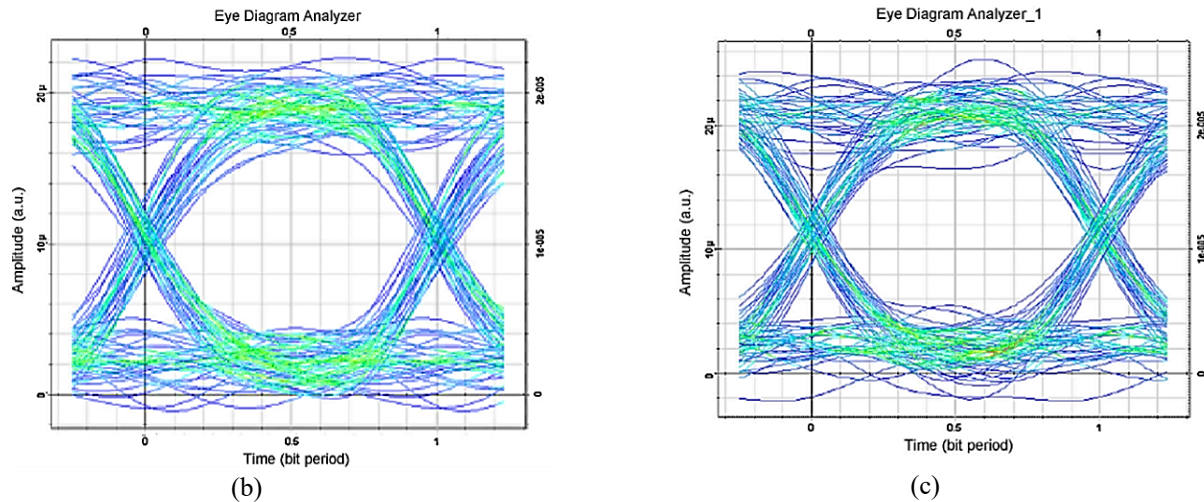 Eye Diagram Analyzer
0 0.5 1
Amplitude (a.u.)
20µ
10µ
0
2e-005
1e-005
0
0 0.5 1
Time (bit period)
(b)
Eye Diagram Analyzer_1
0 0.5 1
Amplitude (a.u.)
20µ
10µ
0
2e-005
1e-005
0
0 0.5 1
Time (bit period)
(c)